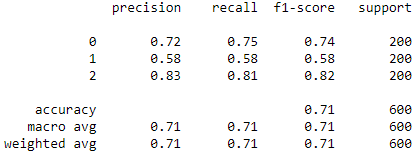 precision recall f1-score support
0 0.72 0.75 0.74 200
1 0.58 0.58 0.58 200
2 0.83 0.81 0.82 200
accuracy 0.71 600
macro avg 0.71 0.71 0.71 600
weighted avg 0.71 0.71 0.71 600